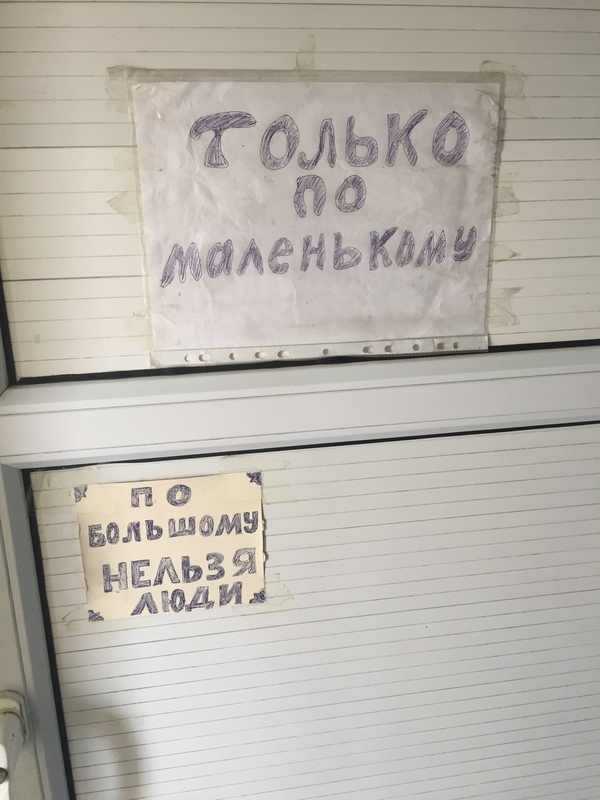 ТОЛЬКО
ПО
маленькому
ПО
БОЛЬШОМУ
НЕЛЬЗЯ
ЛЮДИ